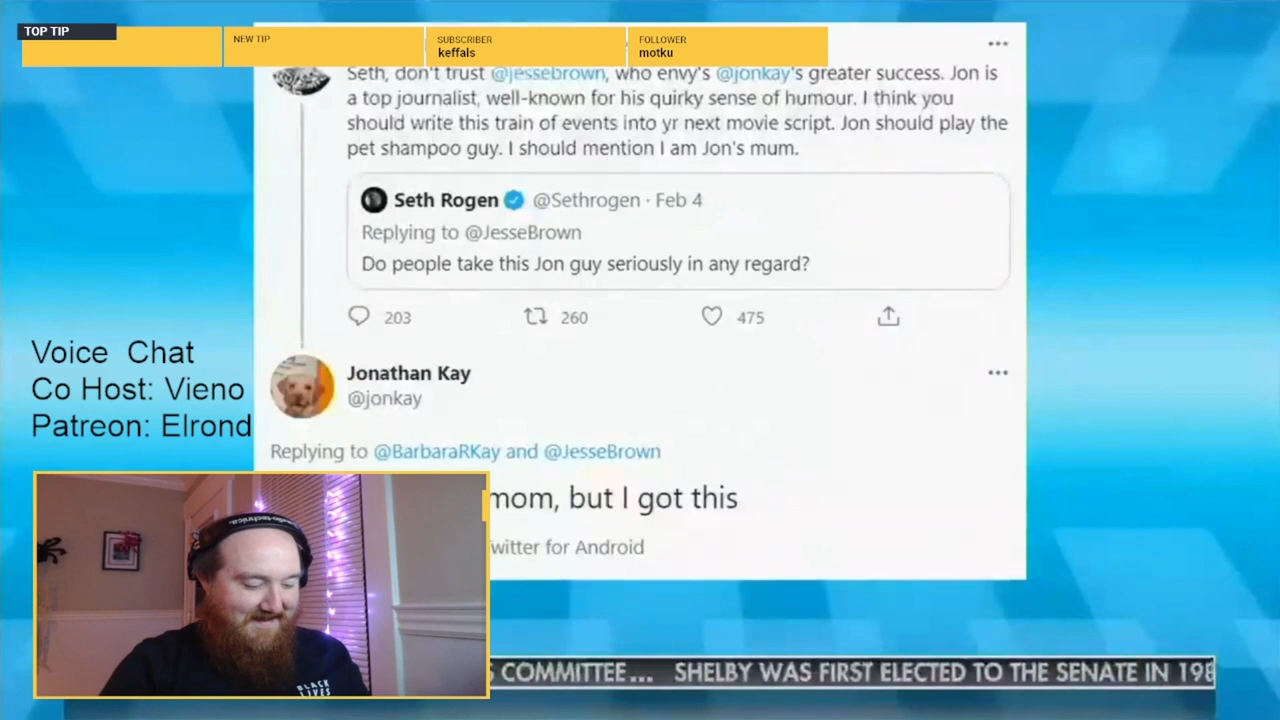 TOP TIP
NEW TIP
SUBSCRIBER
keffals
FOLLOWER
motku
Seth, don't trust @jessebrown, who envy's @jonkay's greater success. Jon is
a top journalist, well-known for his quirky sense of humour. I think you
should write this train of events into yr next movie script. Jon should play the
pet shampoo guy. I should mention I am Jon's mum.
Seth Rogen @Sethrogen · Feb 4
Replying to @JesseBrown
Do people take this Jon guy seriously in any regard?
203 260 475
Jonathan Kay
@jonkay
Replying to @BarbaraRKay and @JesseBrown
mom, but I got this
witter for Android
Voice Chat
Co Host: Vieno
Patreon: Elrond
audio-technica
BLACK
LIVES
COMMITTEE... SHELBY WAS FIRST ELECTED TO THE SENATE IN 198